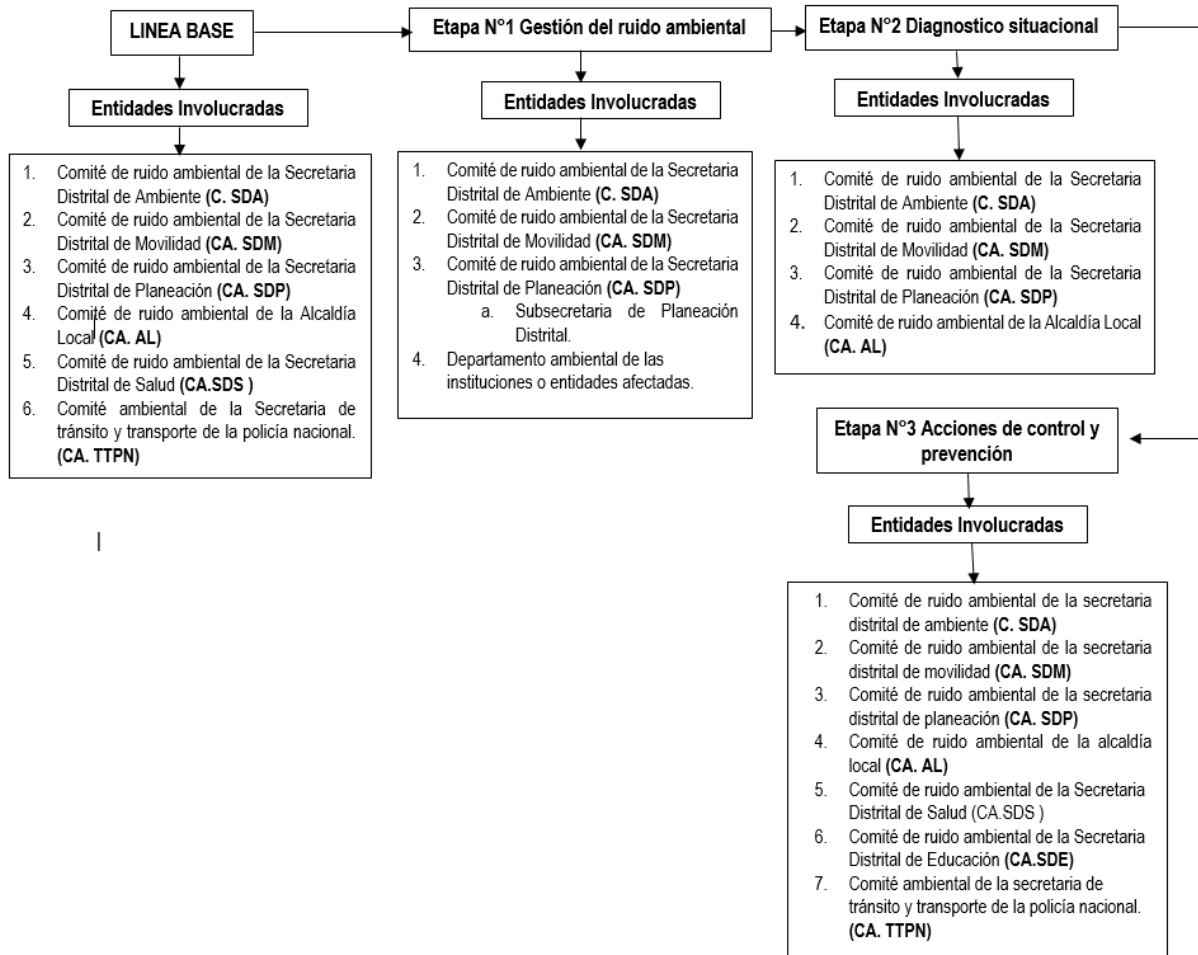 LINEA BASE
Entidades Involucradas
1. Comité de ruido ambiental de la Secretaria
Distrital de Ambiente (C. SDA)
2. Comité de ruido ambiental de la Secretaria
Distrital de Movilidad (CA. SDM)
3. Comité de ruido ambiental de la Secretaria
Distrital de Planeación (CA. SDP)
4. Comité de ruido ambiental de la Alcaldía
Local (CA. AL)
5. Comité de ruido ambiental de la Secretaria
Distrital de Salud (CA.SDS )
6. Comité ambiental de la Secretaria de
tránsito y transporte de la policía nacional.
(CA. TTPN)
Etapa N°1 Gestión del ruido ambiental
Entidades Involucradas
1. Comité de ruido ambiental de la Secretaria
Distrital de Ambiente (C. SDA)
2. Comité de ruido ambiental de la Secretaria
Distrital de Movilidad (CA. SDM)
3. Comité de ruido ambiental de la Secretaria
Distrital de Planeación (CA. SDP)
a. Subsecretaria de Planeación
Distrital.
4. Departamento ambiental de las
instituciones o entidades afectadas.
Etapa N°2 Diagnostico situacional
Entidades Involucradas
1. Comité de ruido ambiental de la Secretaria
Distrital de Ambiente (C. SDA)
2. Comité de ruido ambiental de la Secretaria
Distrital de Movilidad (CA. SDM)
3. Comité de ruido ambiental de la Secretaria
Distrital de Planeación (CA. SDP)
4. Comité de ruido ambiental de la Alcaldía Local
(CA. AL)
Etapa N°3 Acciones de control y
prevención
Entidades Involucradas
1. Comité de ruido ambiental de la secretaria
distrital de ambiente (C. SDA)
2. Comité de ruido ambiental de la secretaria
distrital de movilidad (CA. SDM)
3. Comité de ruido ambiental de la secretaria
distrital de planeación (CA. SDP)
4. Comité de ruido ambiental de la alcaldía
local (CA. AL)
5. Comité de ruido ambiental de la Secretaria
Distrital de Salud (CA.SDS )
6. Comité de ruido ambiental de la Secretaria
Distrital de Educación (CA.SDE)
7. Comité ambiental de la secretaria de
tránsito y transporte de la policía nacional.
(CA. TTPN)